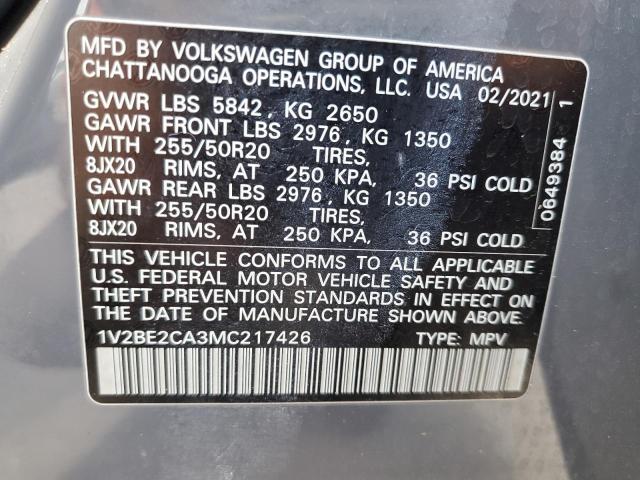 MFD BY VOLKSWAGEN GROUP OF AMERICA
CHATTANOOGA OPERATIONS, LLC. USA 02/2021
GVWR LBS 5842, KG 2650
GAWR FRONT LBS 2976, KG 1350
WITH 255/50R20 TIRES,
8JX20 RIMS, AT 250 KPA, 36 PSI COLD
GAWR REAR LBS 2976, KG 1350
WITH 255/50R20 TIRES,
8JX20 RIMS, AT 250 KPA, 36 PSI COLD
THIS VEHICLE CONFORMS TO ALL APPLICABLE
U.S. FEDERAL MOTOR VEHICLE SAFETY AND
THEFT PREVENTION STANDARDS IN EFFECT ON
THE DATE OF MANUFACTURE SHOWN ABOVE.
1V2BE2CA3MC217426 TYPE: MPV
0649384 1